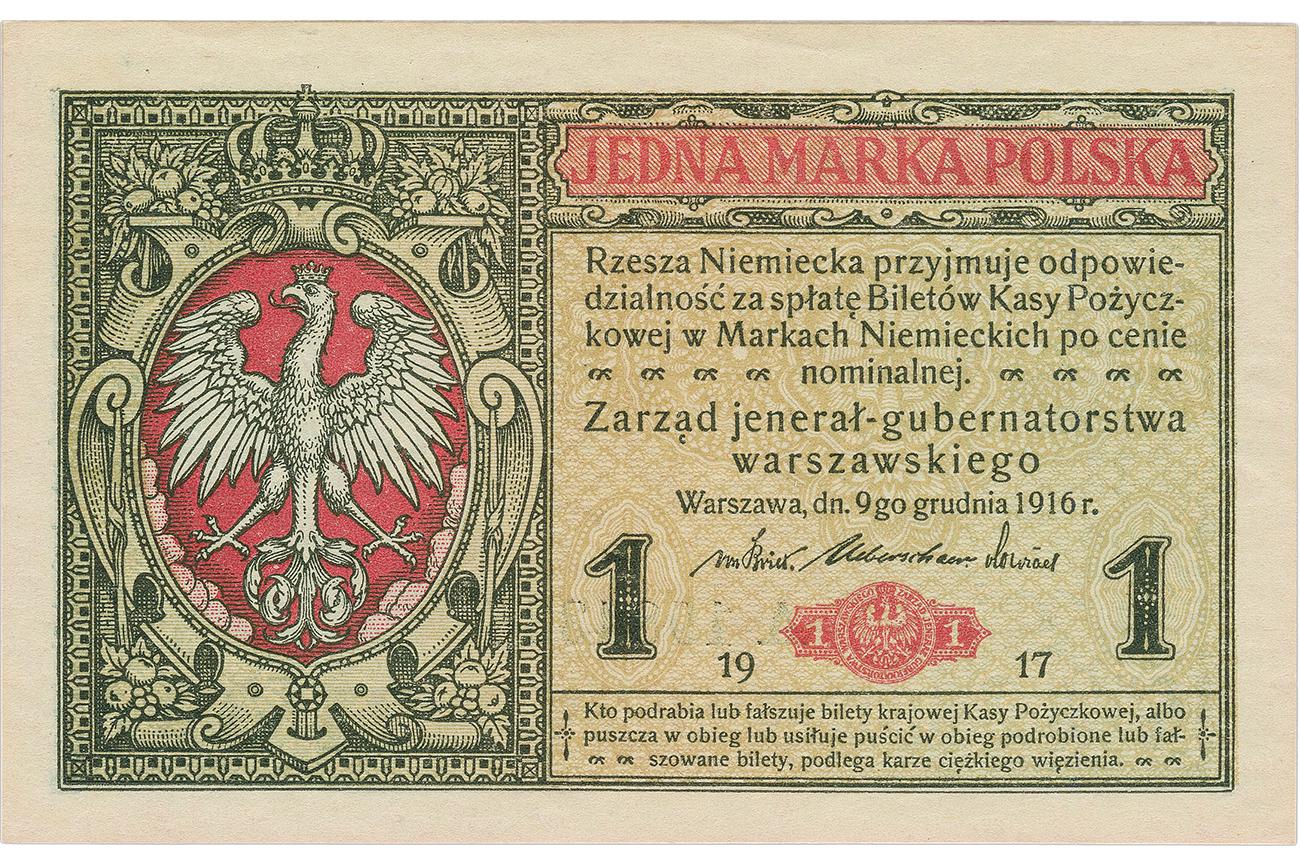 JEDNA MARKA POLSKA
Rzesza Niemiecka przyjmuje odpowie-
dzialność za spłatę Biletów Kasy Pożycz-
kowej w Markach Niemieckich po cenie
nominalnej.
Zarząd jenerał-gubernatorstwa
warszawskiego
Warszawa, dn. 9go grudnia 1916 r.
1 1
1 1
19 17
Kto podrabia lub fałszuje bilety krajowej Kasy Pożyczkowej, albo
puszcza w obieg lub usiłuje puścić w obieg podrobione lub fał-
szowane bilety, podlega karze ciężkiego więzienia.